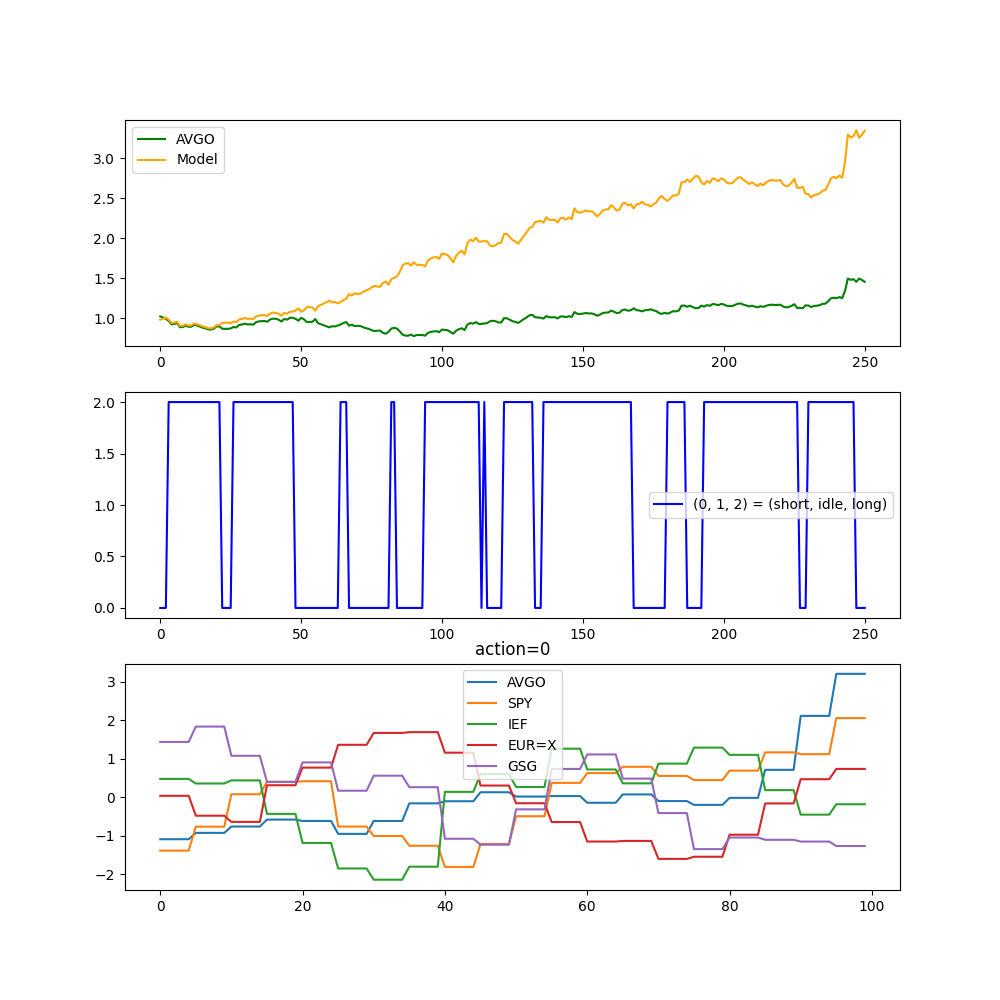 AVGO
Model
3.0
2.5
2.0
1.5
1.0
0 50 100 150 200 250
2.0
1.5
1.0
0.5
0.0
(0, 1, 2) = (short, idle, long)
0 50 100 150 200 250
action=0
AVGO
SPY
IEF
EUR=X
GSG
3
2
1
0
−1
−2
0 20 40 60 80 100